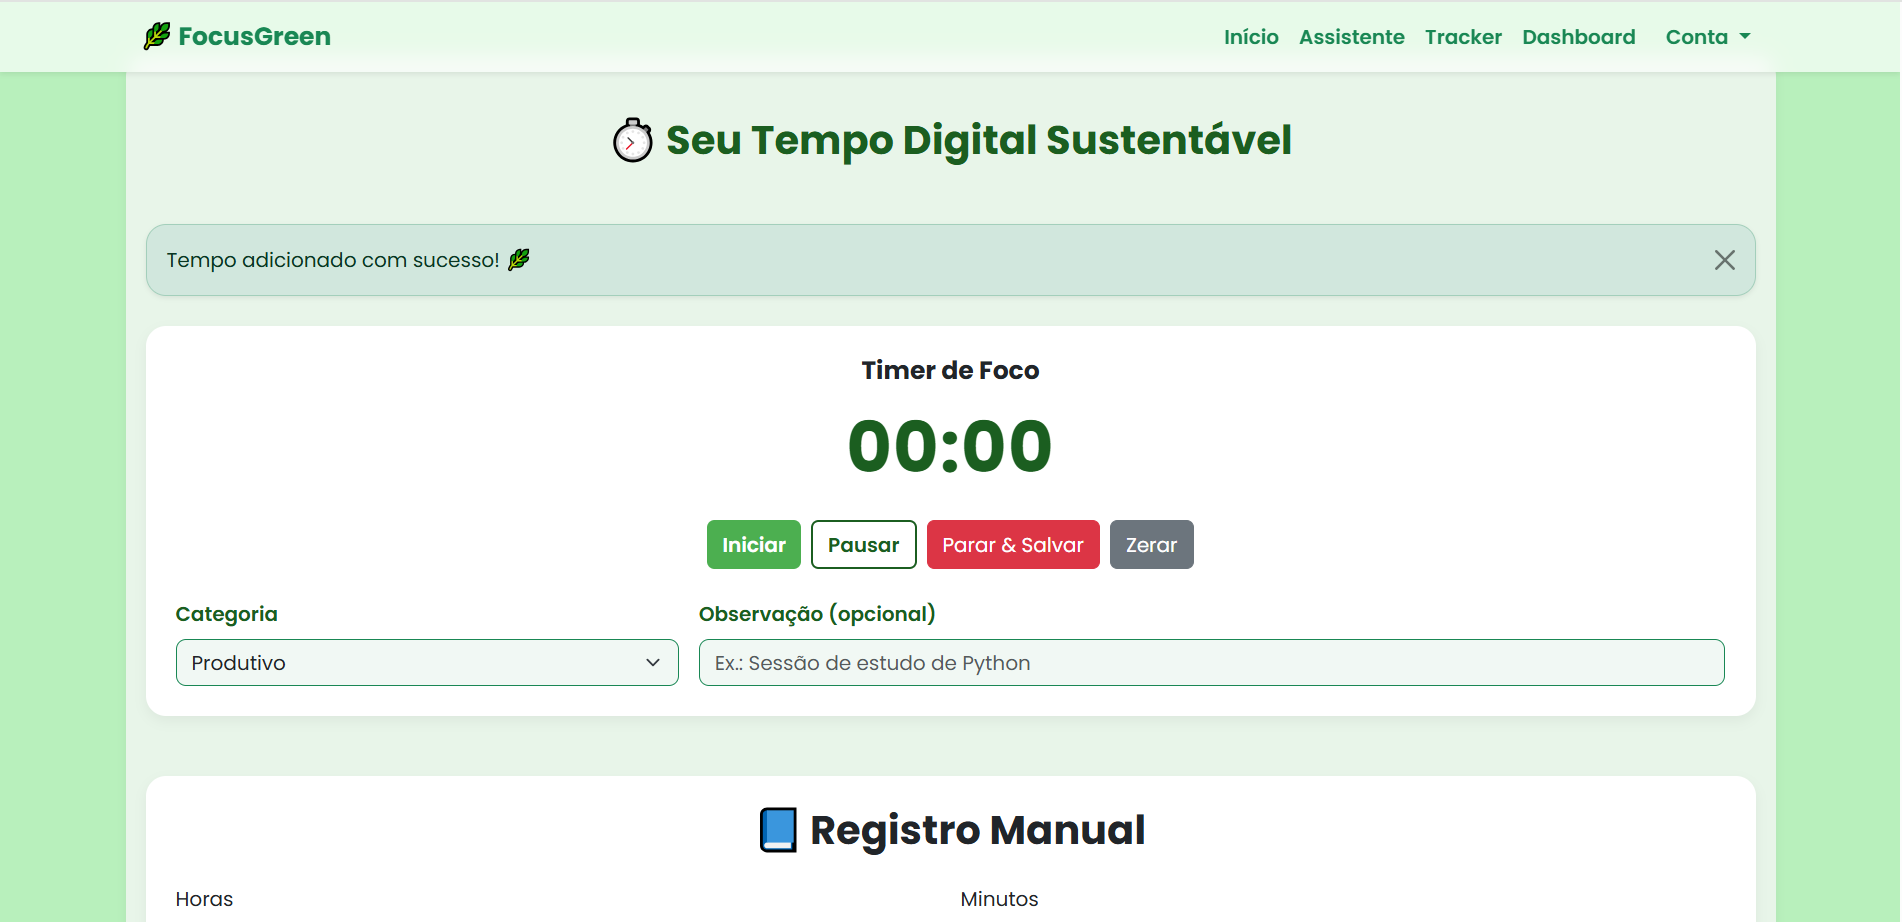 FocusGreen
Início Assistente Tracker Dashboard Conta
Seu Tempo Digital Sustentável
Tempo adicionado com sucesso!
Timer de Foco
00:00
Iniciar Pausar Parar & Salvar Zerar
Categoria Observação (opcional)
Produtivo Ex.: Sessão de estudo de Python
Registro Manual
Horas Minutos